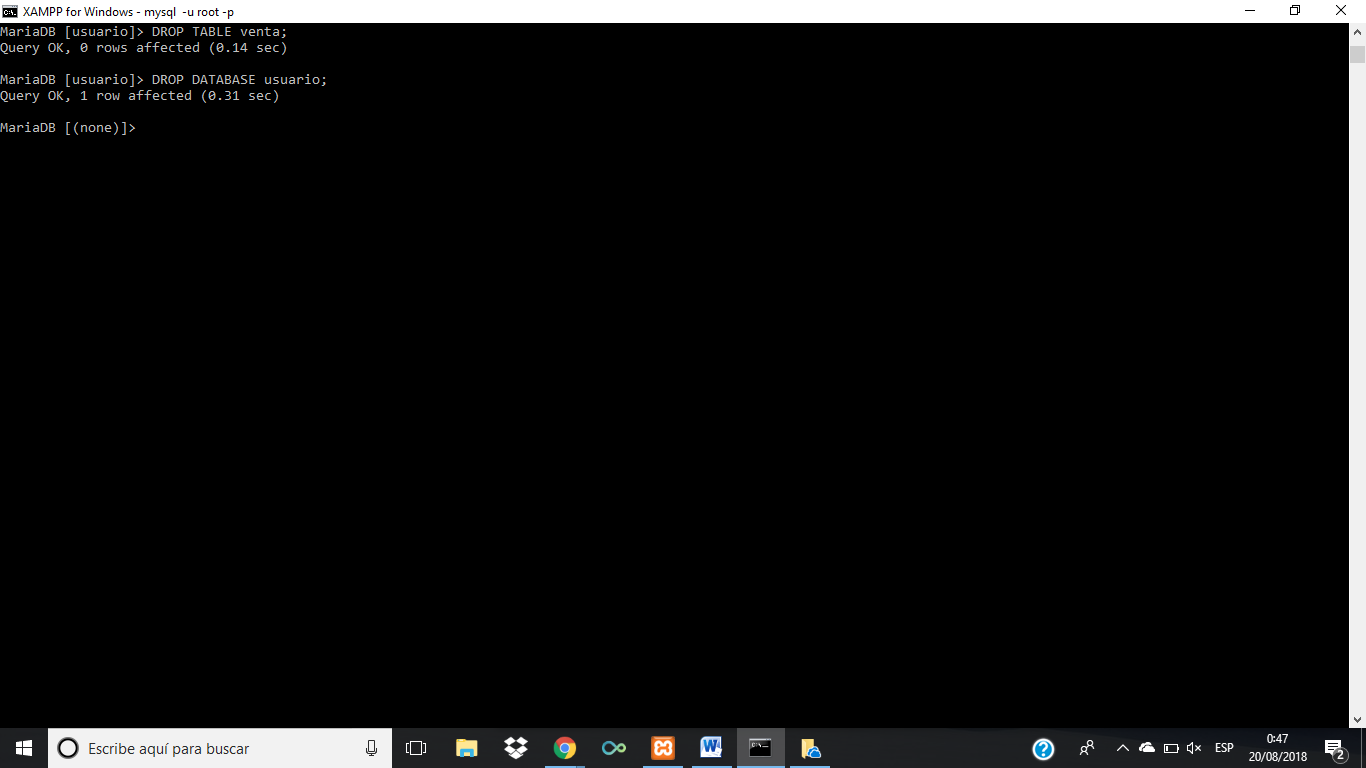 XAMPP for Windows - mysql  -u root -p
MariaDB [usuario]> DROP TABLE venta;
Query OK, 0 rows affected (0.14 sec)
MariaDB [usuario]> DROP DATABASE usuario;
Query OK, 1 row affected (0.31 sec)
MariaDB [(none)]>
Escribe aquí para buscar
ESP
0:47
20/08/2018
2